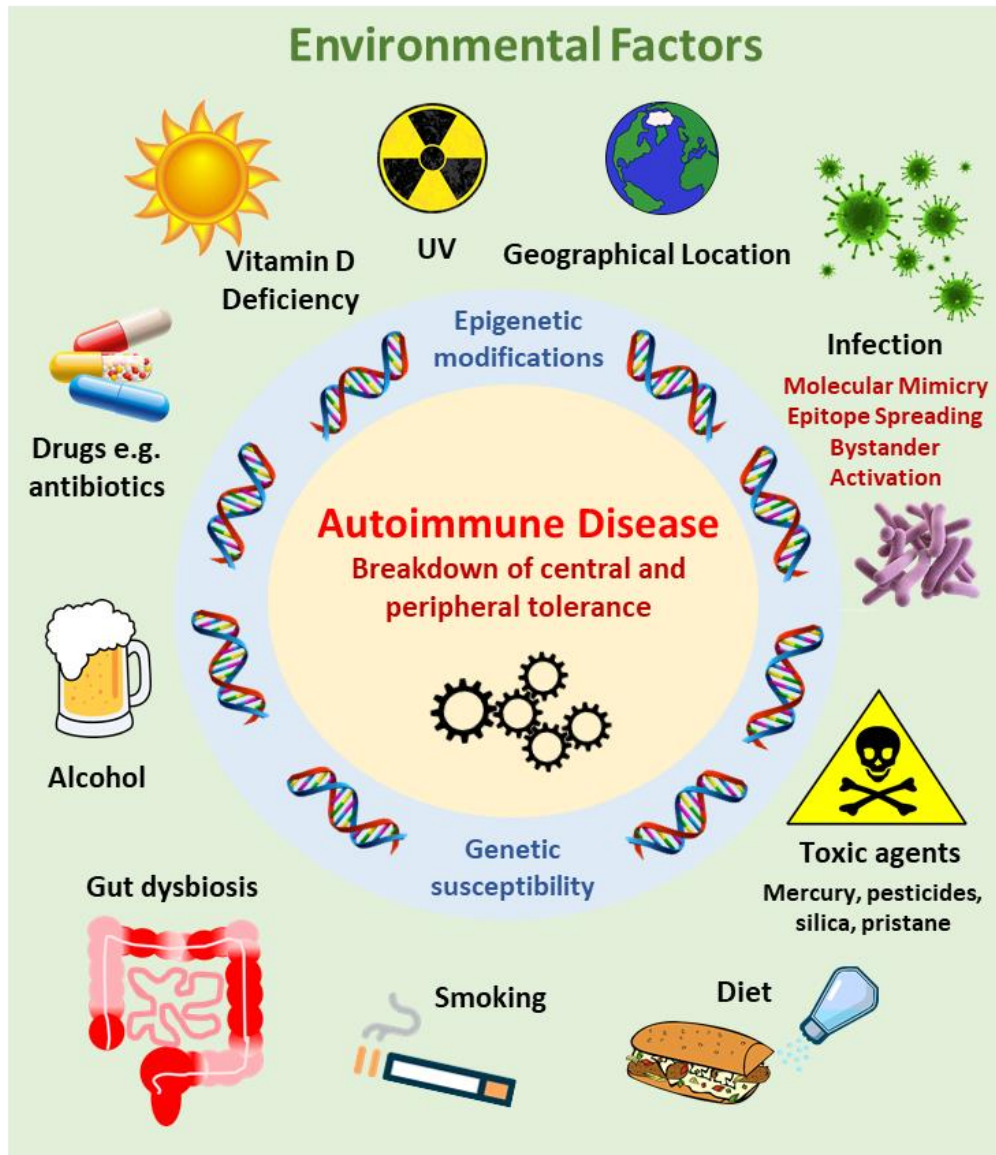 Environmental Factors
Vitamin D
Deficiency
UV
Geographical Location
Infection
Molecular Mimicry
Epitope Spreading
Bystander
Activation
Drugs e.g.
antibiotics
Epigenetic
modifications
Autoimmune Disease
Breakdown of central and
peripheral tolerance
Genetic
susceptibility
Alcohol
Toxic agents
Mercury, pesticides,
silica, pristane
Gut dysbiosis
Smoking
Diet